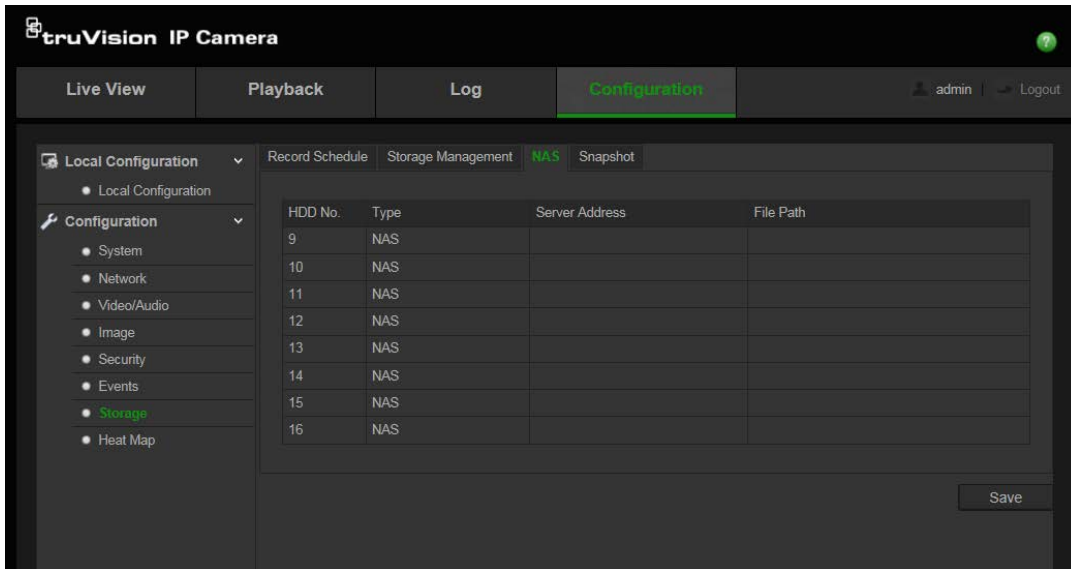 truVision IP Camera
?
Live View Playback Log Configuration admin | Logout
Local Configuration
Local Configuration
Configuration
System
Network
Video/Audio
Image
Security
Events
Storage
Heat Map
Record Schedule Storage Management NAS Snapshot
HDD No. Type Server Address File Path
9 NAS
10 NAS
11 NAS
12 NAS
13 NAS
14 NAS
15 NAS
16 NAS
Save